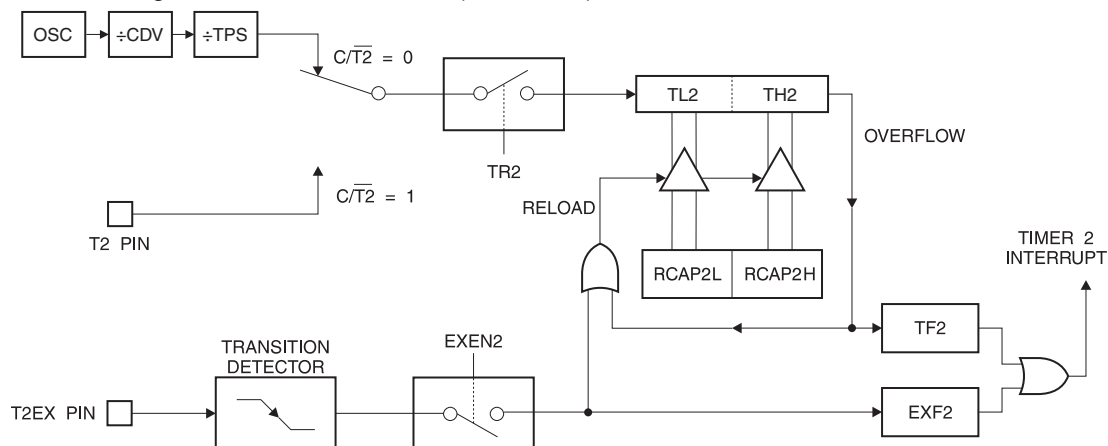 OSC
÷CDV
÷TPS
C/T2̅ = 0
TR2
TL2
TH2
OVERFLOW
C/T2̅ = 1
T2 PIN
RELOAD
RCAP2L
RCAP2H
TIMER 2
INTERRUPT
TF2
TRANSITION
DETECTOR
EXEN2
T2EX PIN
EXF2